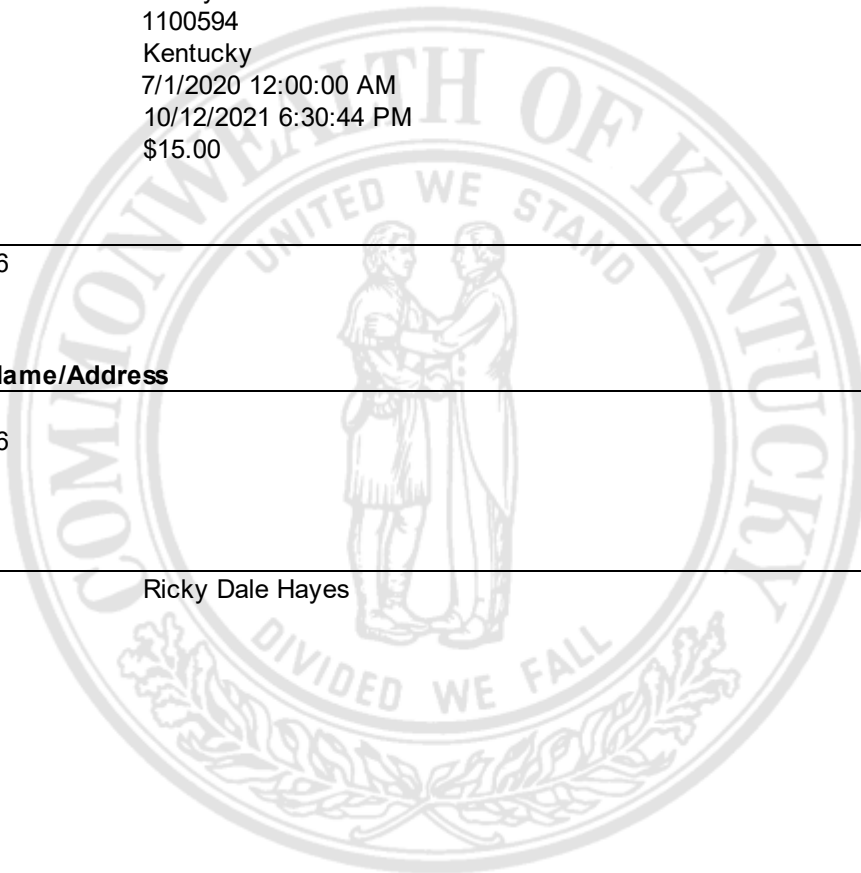 1100594
Kentucky
7/1/2020 12:00:00 AM
10/12/2021 6:30:44 PM
$15.00
6
Name/Address
6
Ricky Dale Hayes
COMMONWEALTH OF KENTUCKY
UNITED WE STAND
DIVIDED WE FALL